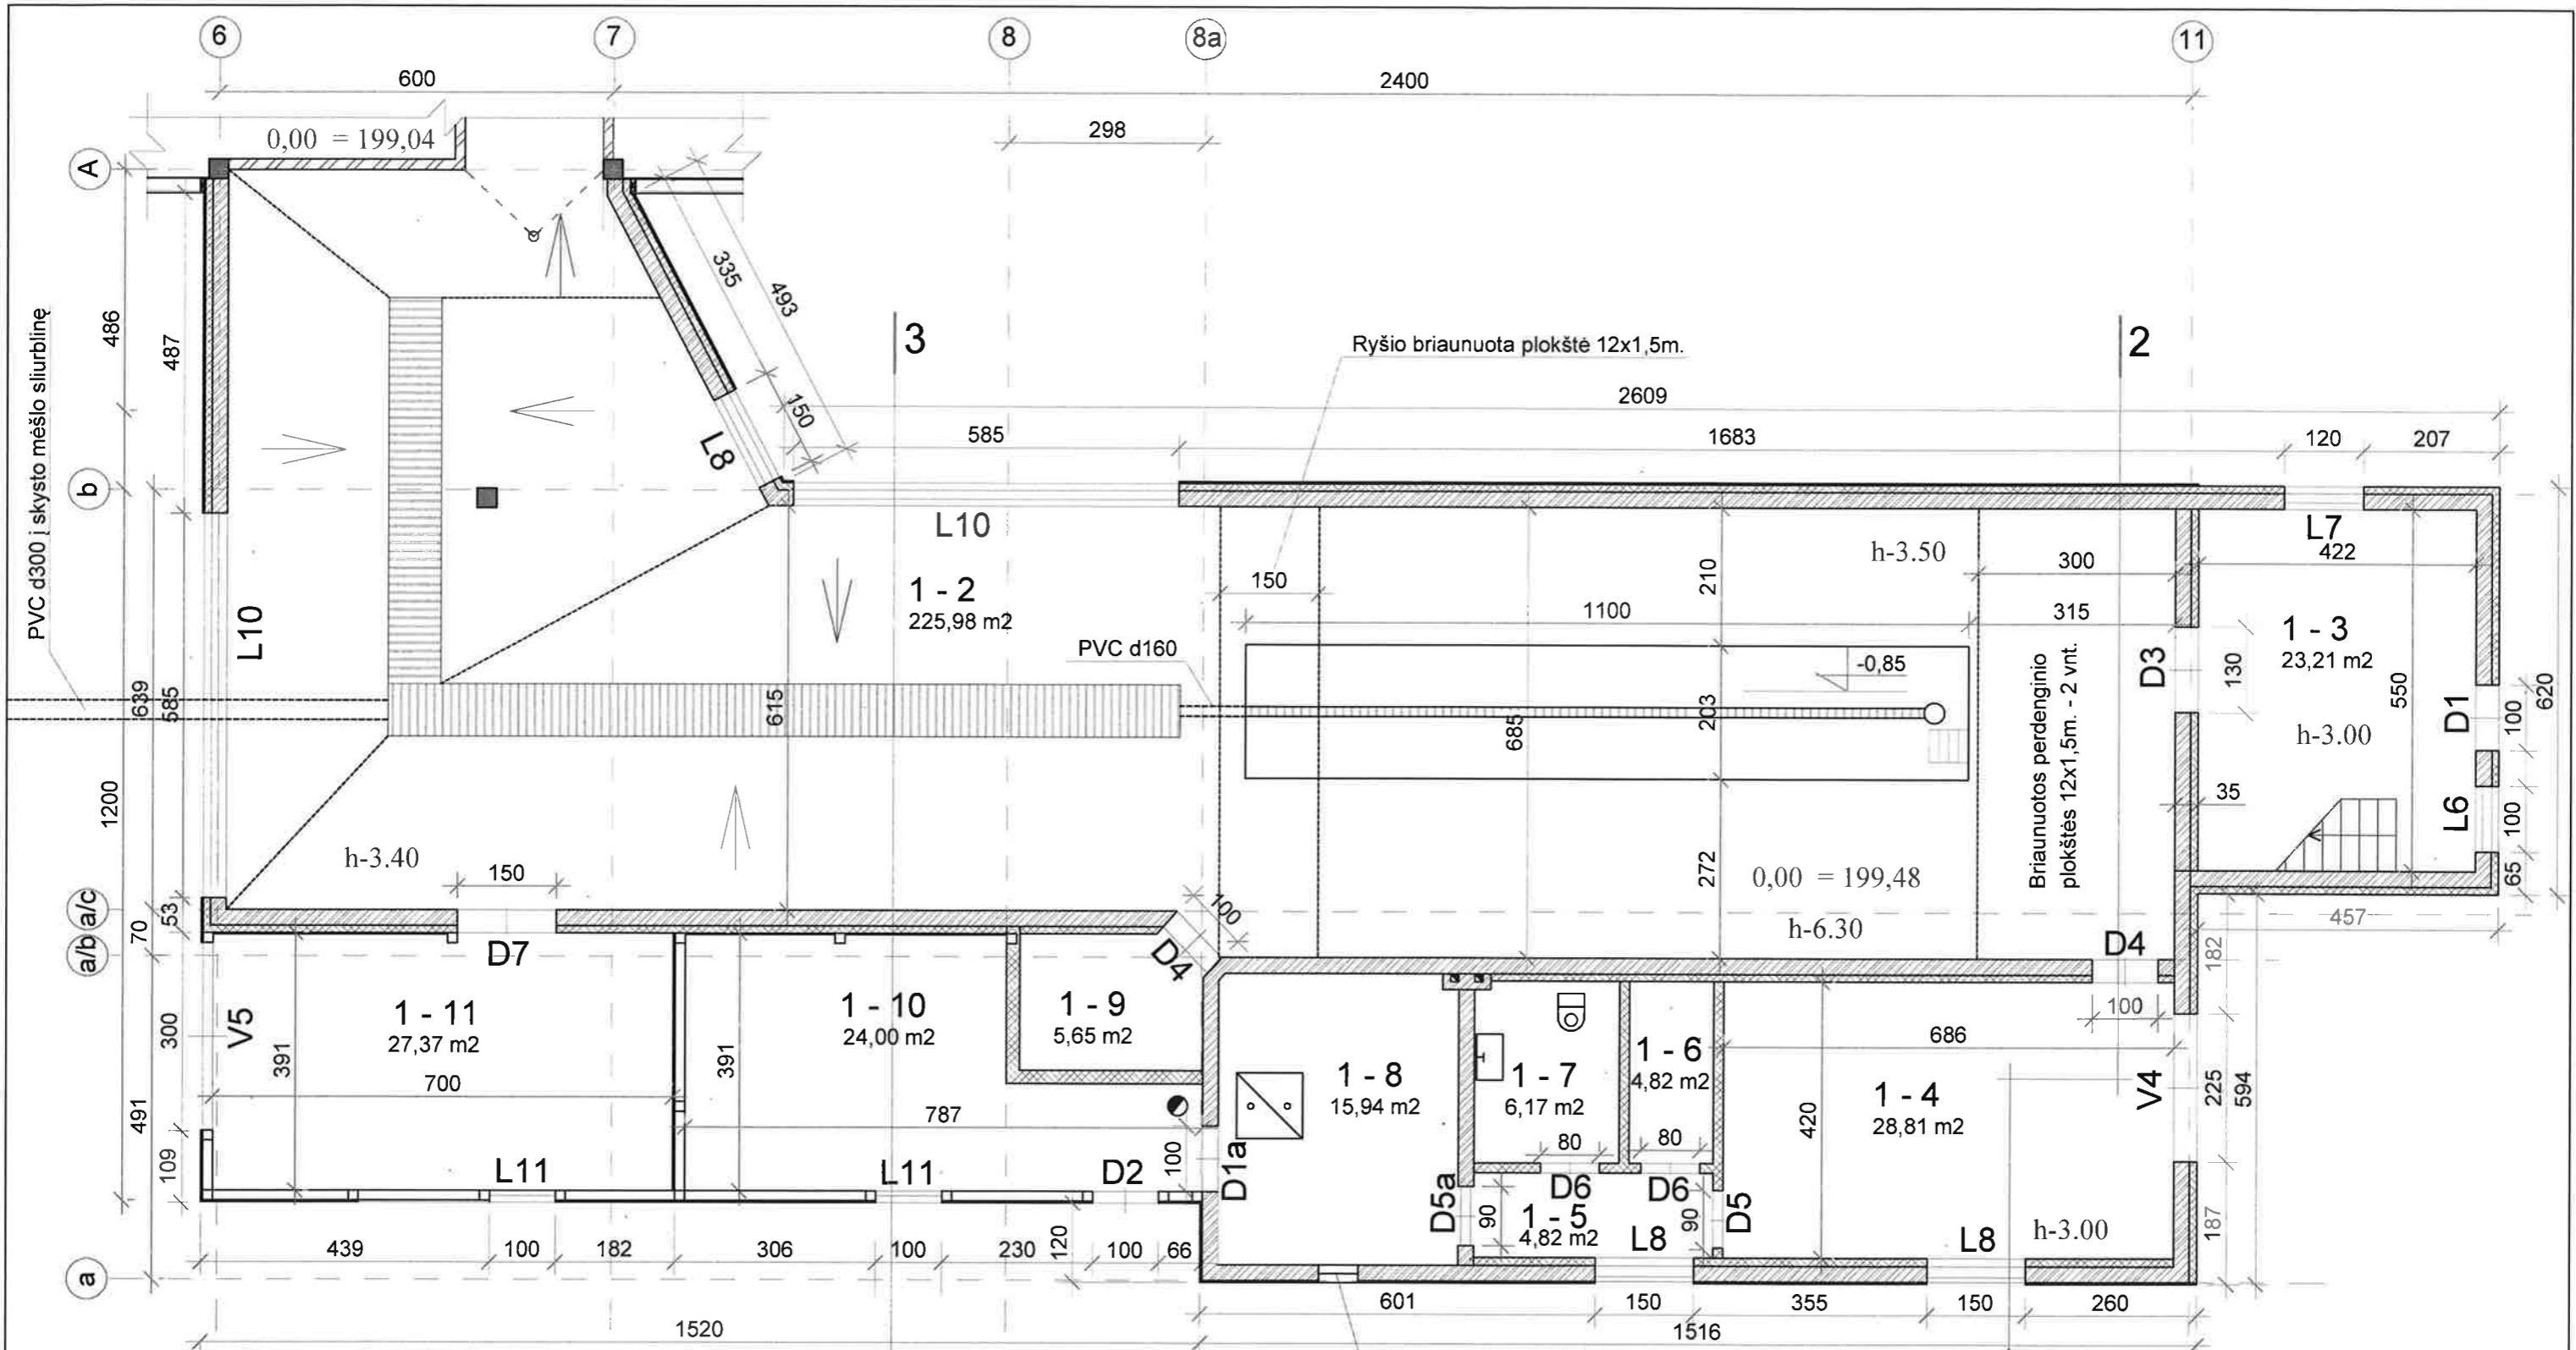 6
7
8
8a
11
600
2400
298
0,00 = 199,04
A
335
493
486
487
3
Ryšio briaunuota plokštė 12x1,5m.
2
2609
150
585
1683
120
207
L8
b
PVC d300 į skysto mėšlo sliurblinę
L10
L7
422
h-3.50
300
210
150
1 - 2
225,98 m2
1100
315
L10
PVC d160
1 - 3
23,21 m2
-0,85
D3
130
550
620
639
585
615
685
203
Briaunuotos perdenginio
plokštės 12x1,5m. - 2 vnt.
D1
100
h-3.00
1200
35
L6
100
h-3.40
150
272
0,00 = 199,48
65
a/c
53
100
457
70
h-6.30
a/b
D7
D4
D4
182
1 - 11
27,37 m2
1 - 10
24,00 m2
1 - 9
5,65 m2
100
V5
300
391
391
686
1 - 6
4,82 m2
1 - 8
15,94 m2
1 - 7
6,17 m2
1 - 4
28,81 m2
V4
225
594
700
787
420
491
109
80
80
L11
L11
D2
100
D1a
D5a
D6
D6
D5
90
1 - 5
4,82 m2
90
L8
L8
h-3.00
187
439
100
182
306
100
230
120
100
66
a
601
150
355
150
260
1520
1516